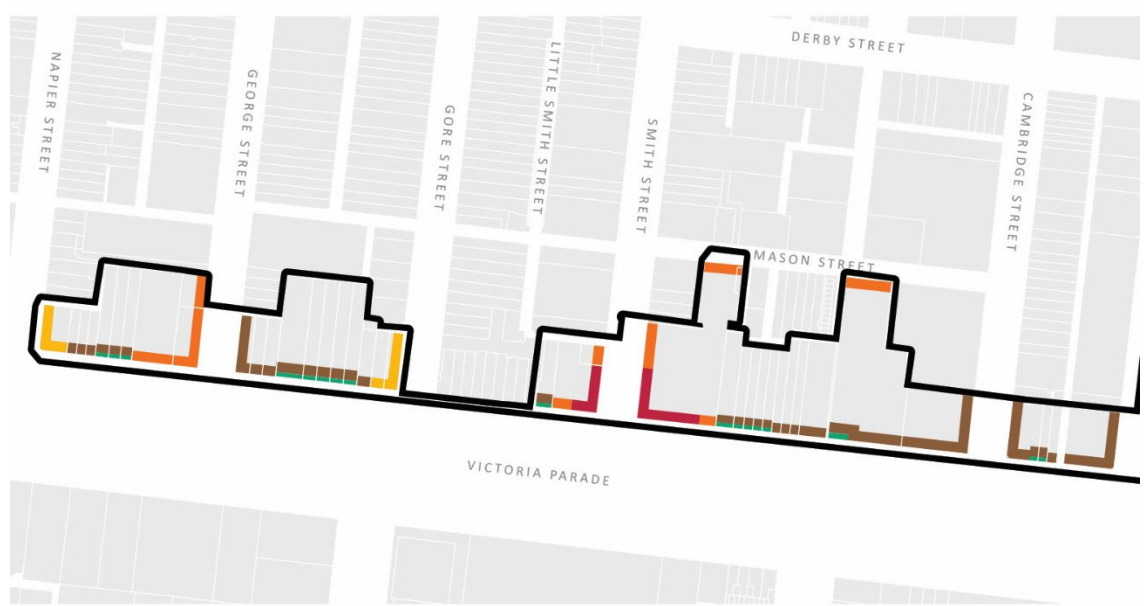 DERBY STREET
NAPIER STREET
GEORGE STREET
GORE STREET
LITTLE SMITH STREET
SMITH STREET
CAMBRIDGE STREET
MASON STREET
VICTORIA PARADE